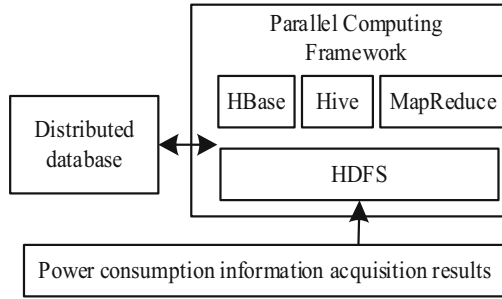 Parallel Computing
Framework
HBase
Hive
MapReduce
Distributed
database
HDFS
Power consumption information acquisition results